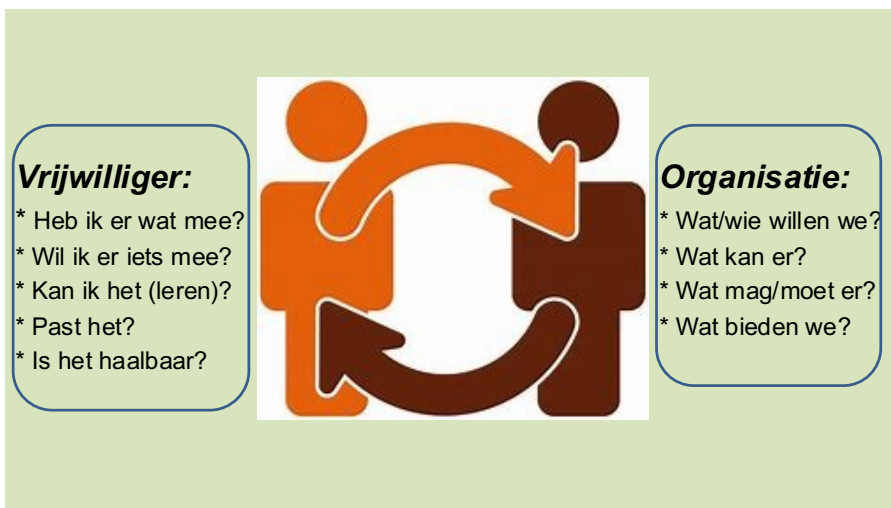 Vrijwilliger:
* Heb ik er wat mee?
* Wil ik er iets mee?
* Kan ik het (leren)?
* Past het?
* Is het haalbaar?
Organisatie:
* Wat/wie willen we?
* Wat kan er?
* Wat mag/moet er?
* Wat bieden we?